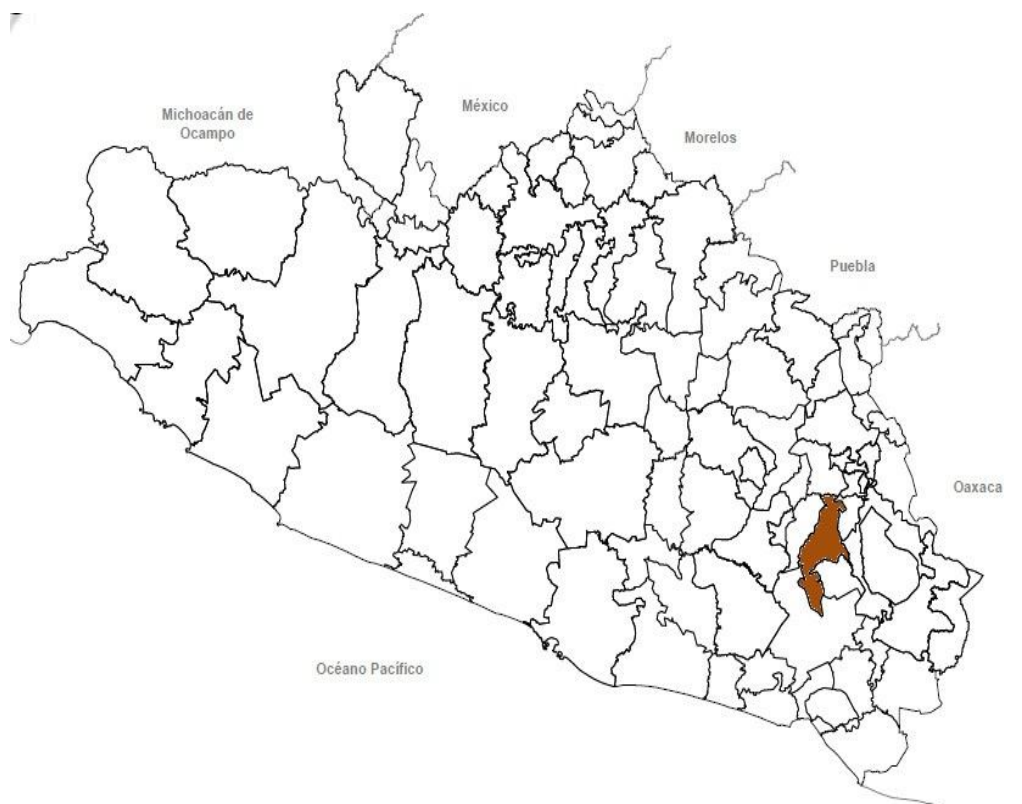 México
Michoacán de
Ocampo
Morelos
Puebla
Oaxaca
Océano Pacífico